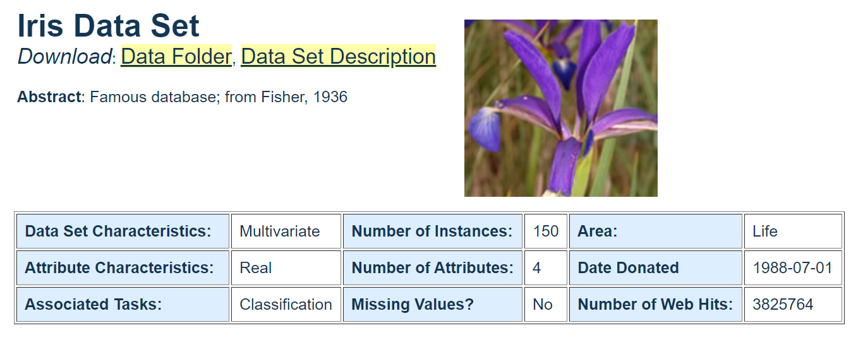 Iris Data Set
Download: Data Folder, Data Set Description
Abstract: Famous database; from Fisher, 1936
Data Set Characteristics: Multivariate Number of Instances: 150 Area: Life
Attribute Characteristics: Real Number of Attributes: 4 Date Donated 1988-07-01
Associated Tasks: Classification Missing Values? No Number of Web Hits: 3825764